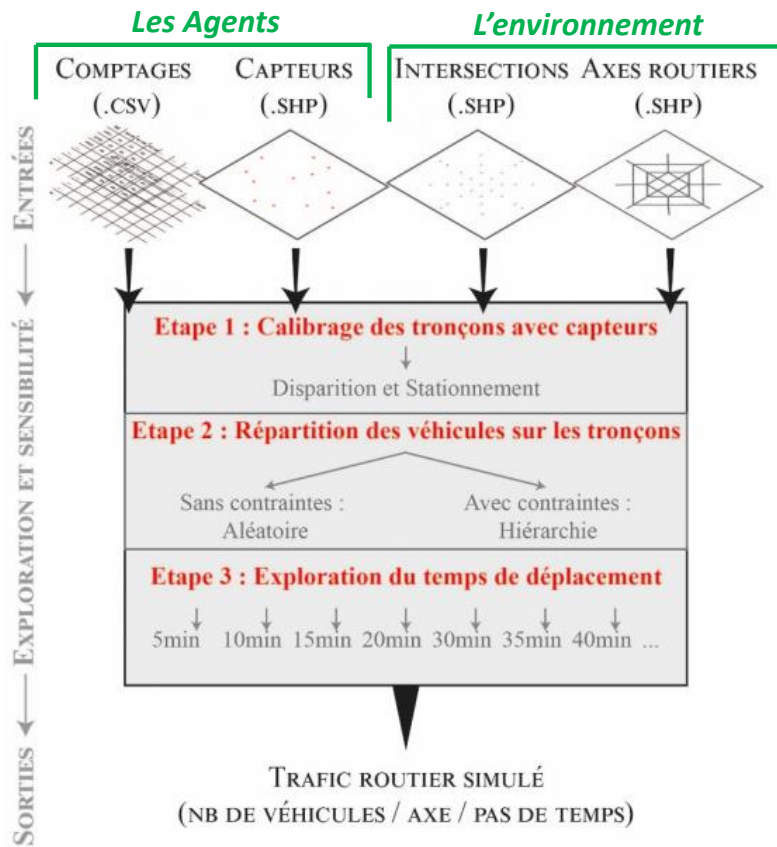 Les Agents
L'environnement
COMPTAGES
(.CSV)
CAPTEURS
(.SHP)
INTERSECTIONS
(.SHP)
AXES ROUTIERS
(.SHP)
ENTRÉES
EXPLORATION ET SENSIBILITÉ
SORTIES
Etape 1 : Calibrage des tronçons avec capteurs
Disparition et Stationnement
Etape 2 : Répartition des véhicules sur les tronçons
Sans contraintes :
Aléatoire
Avec contraintes :
Hiérarchie
Etape 3 : Exploration du temps de déplacement
5min 10min 15min 20min 30min 35min 40min ...
TRAFIC ROUTIER SIMULÉ
(NB DE VÉHICULES / AXE / PAS DE TEMPS)